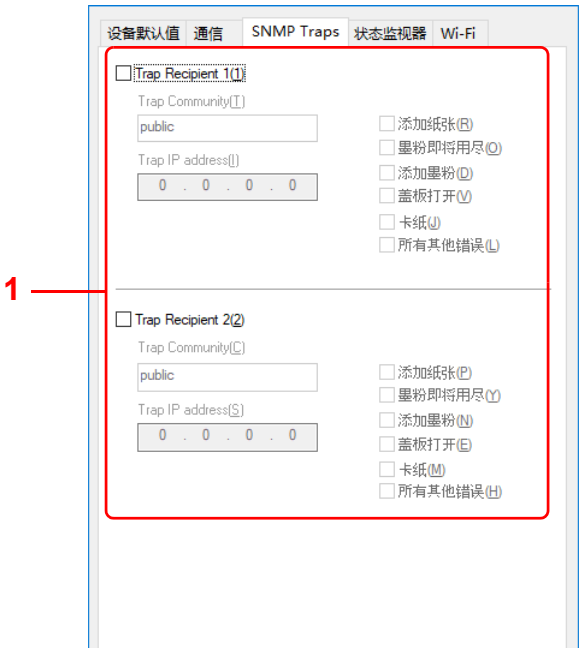 设备默认值 通信 SNMP Traps 状态监视器 Wi-Fi
Trap Recipient 1(1)
Trap Community(T)
public
Trap IP address(I)
0 . 0 . 0 . 0
添加纸张(R)
墨粉即将用尽(O)
添加墨粉(D)
盖板打开(V)
卡纸(J)
所有其他错误(L)
1
Trap Recipient 2(2)
Trap Community(C)
public
Trap IP address(S)
0 . 0 . 0 . 0
添加纸张(P)
墨粉即将用尽(Y)
添加墨粉(N)
盖板打开(E)
卡纸(M)
所有其他错误(H)